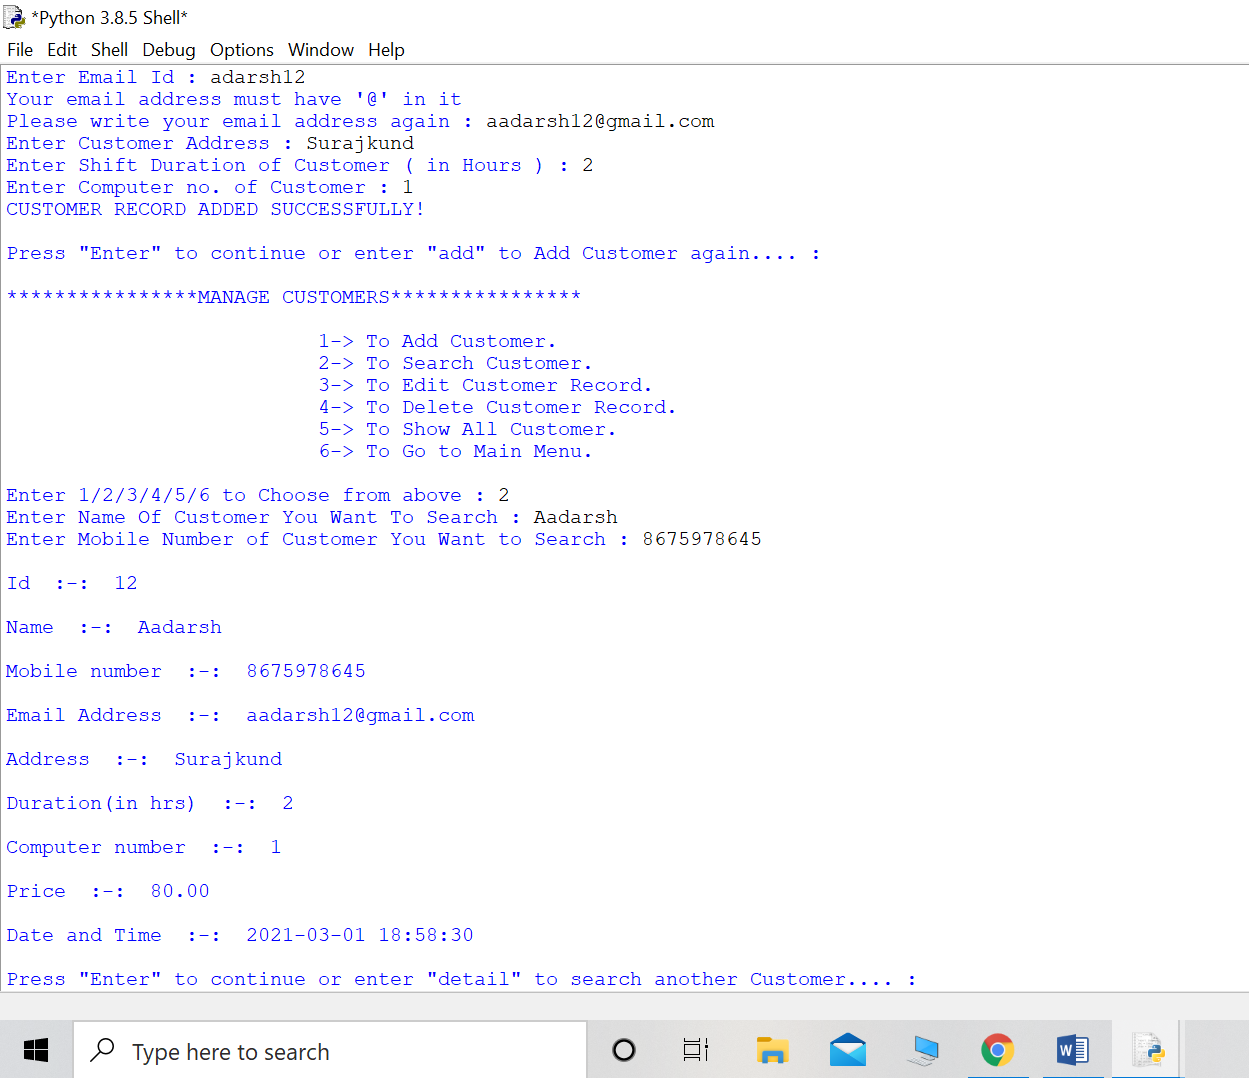 *Python 3.8.5 Shell*
File Edit Shell Debug Options Window Help
Enter Email Id : adarsh12
Your email address must have '@' in it
Please write your email address again : aadarsh12@gmail.com
Enter Customer Address : Surajkund
Enter Shift Duration of Customer ( in Hours ) : 2
Enter Computer no. of Customer : 1
CUSTOMER RECORD ADDED SUCCESSFULLY!
Press "Enter" to continue or enter "add" to Add Customer again.... :
****************MANAGE CUSTOMERS****************
1-> To Add Customer.
2-> To Search Customer.
3-> To Edit Customer Record.
4-> To Delete Customer Record.
5-> To Show All Customer.
6-> To Go to Main Menu.
Enter 1/2/3/4/5/6 to Choose from above : 2
Enter Name Of Customer You Want To Search : Aadarsh
Enter Mobile Number of Customer You Want to Search : 8675978645
Id  :-:  12
Name  :-:  Aadarsh
Mobile number  :-:  8675978645
Email Address  :-:  aadarsh12@gmail.com
Address  :-:  Surajkund
Duration(in hrs)  :-:  2
Computer number  :-:  1
Price  :-:  80.00
Date and Time  :-:  2021-03-01 18:58:30
Press "Enter" to continue or enter "detail" to search another Customer.... :
Type here to search
W